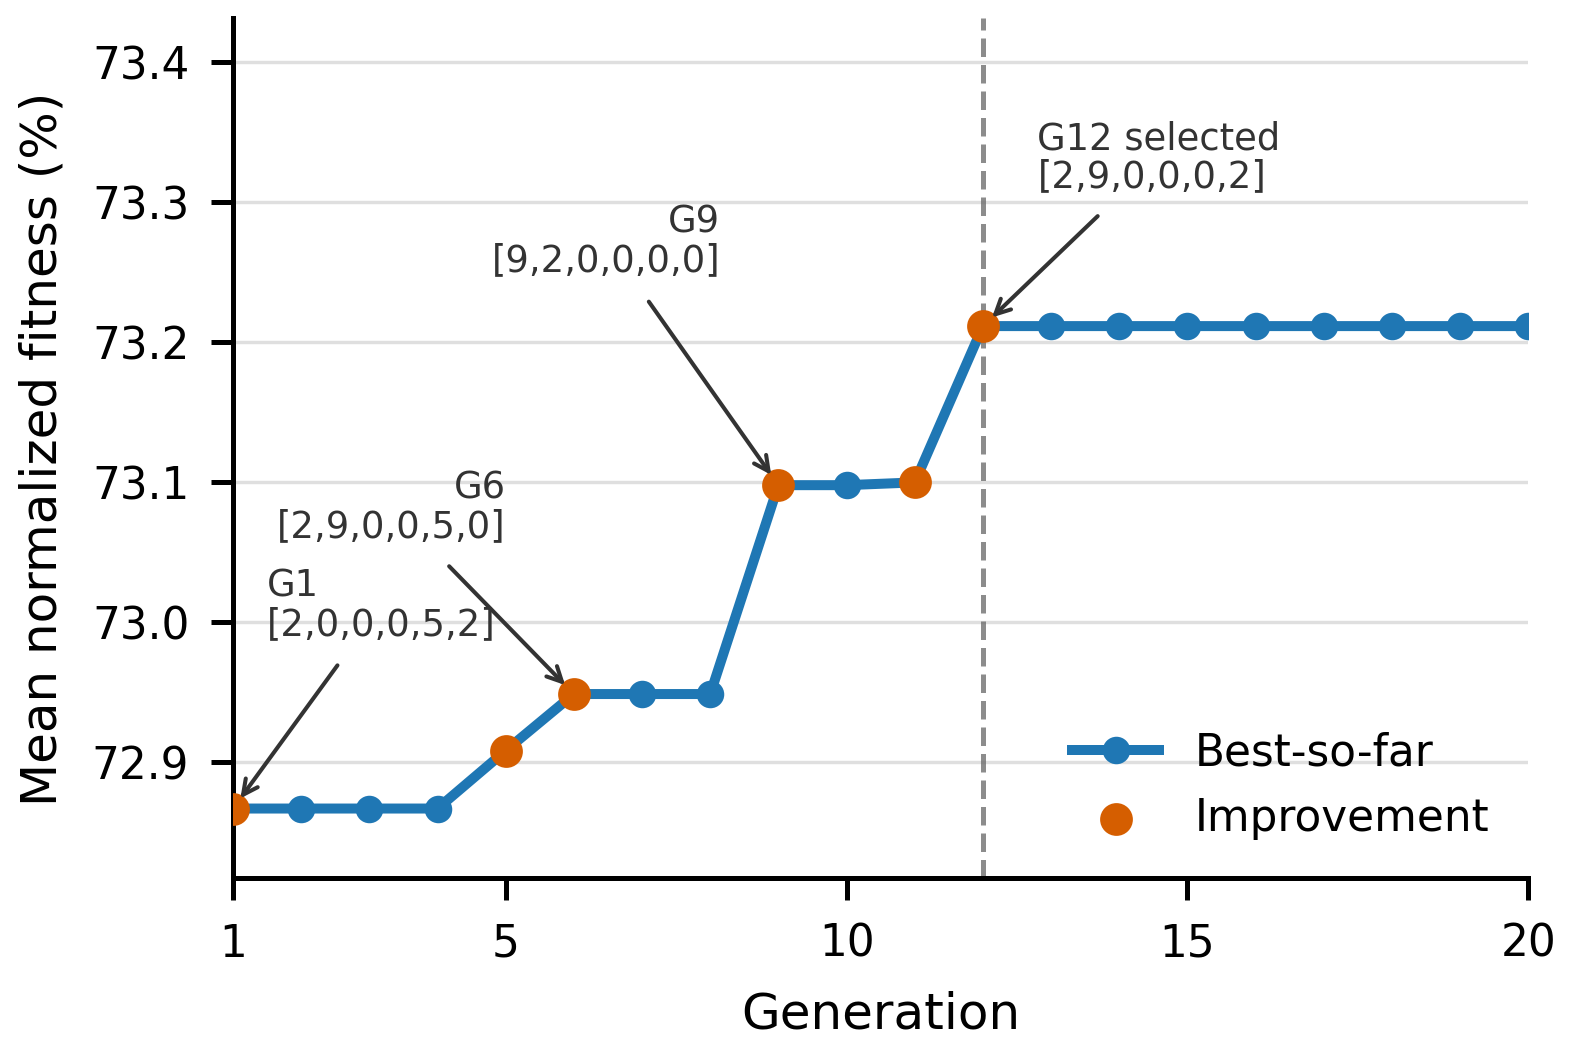 73.4
73.3
73.2
73.1
73.0
72.9
Mean normalized fitness (%)
G12 selected
[2,9,0,0,0,2]
G9
[9,2,0,0,0,0]
G6
[2,9,0,0,5,0]
G1
[2,0,0,0,5,2]
Best-so-far
Improvement
1
5
10
15
20
Generation